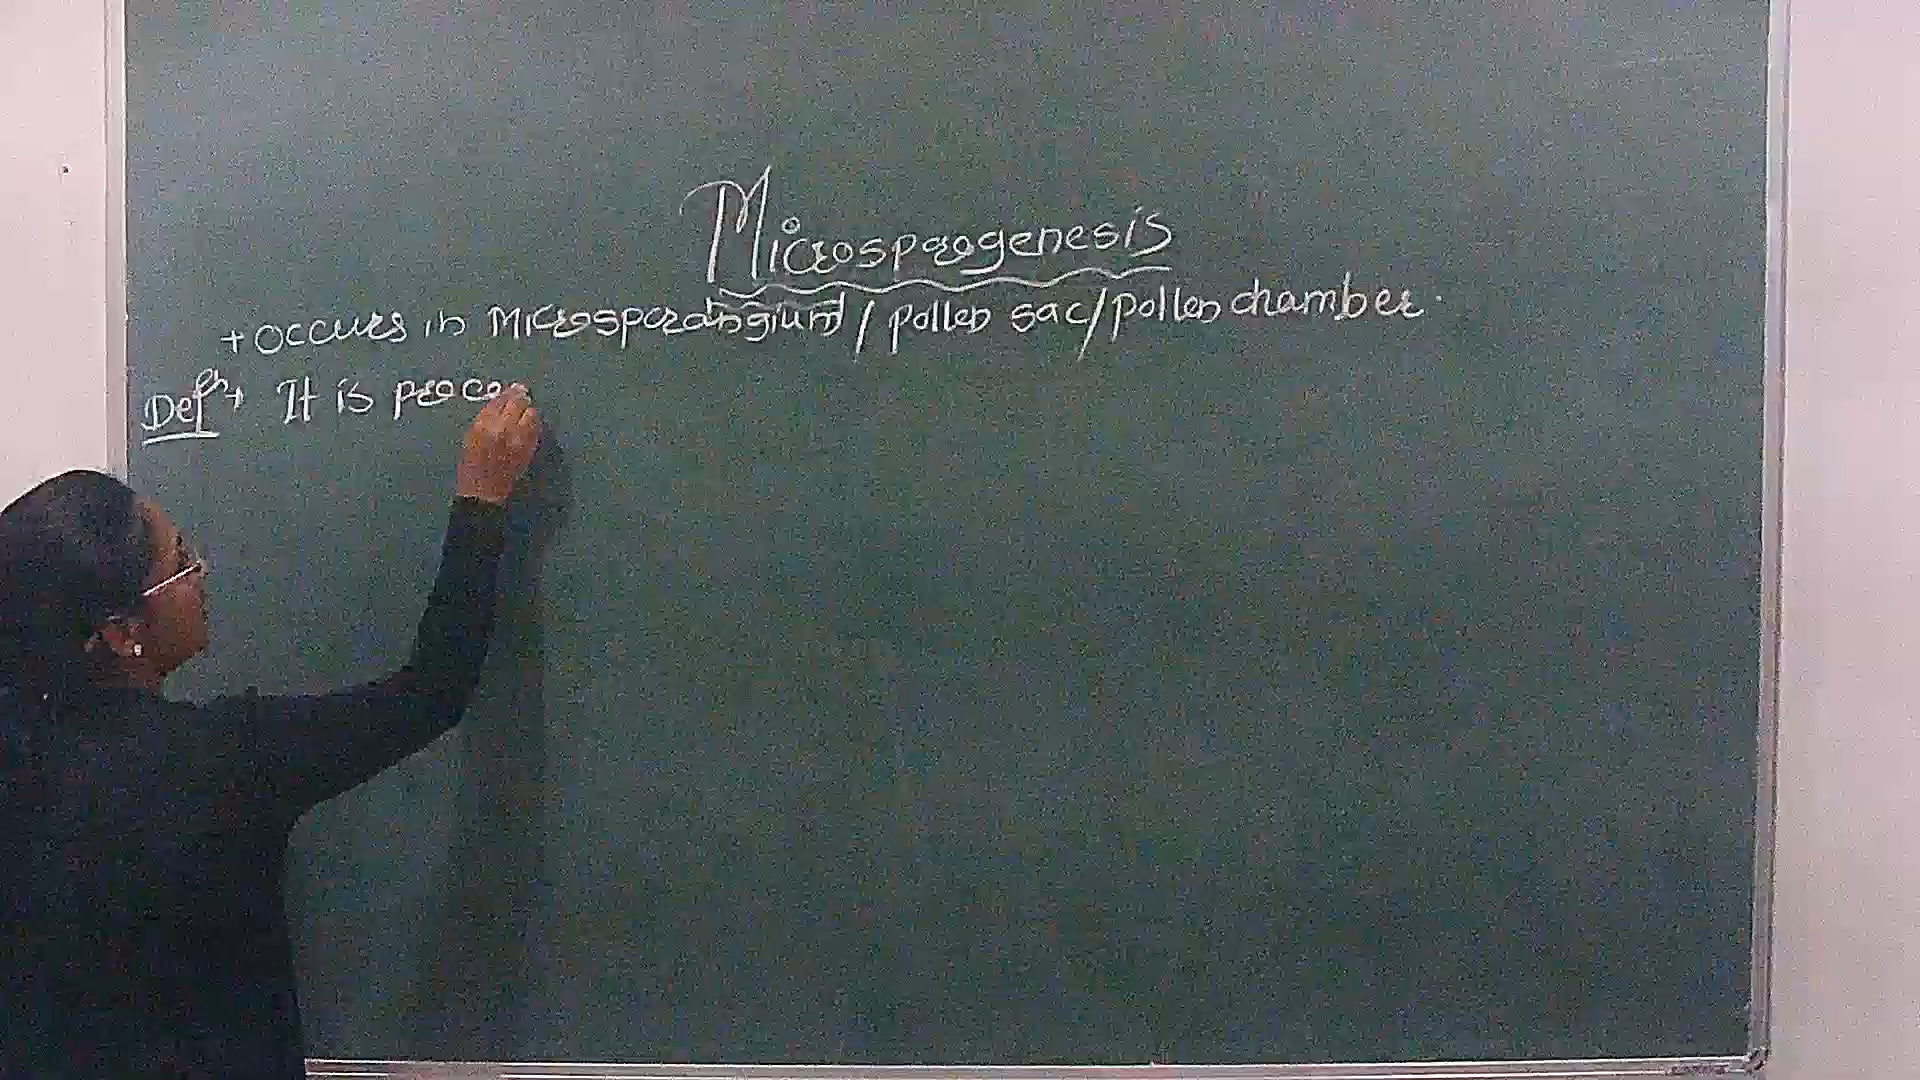 Microsporogenesis
+ occurs in Microsporangium / pollen sac / pollen chamber.
Defn + It is proce